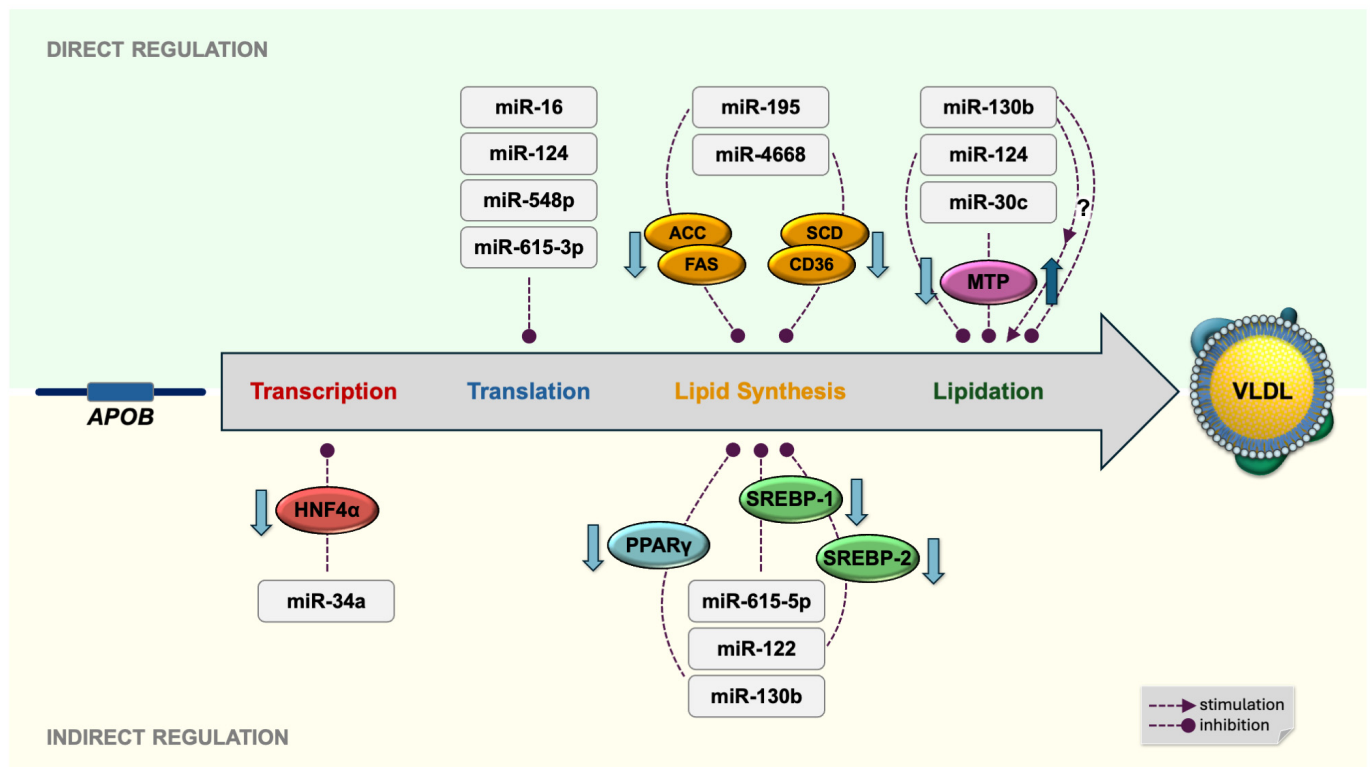 DIRECT REGULATION
miR-16
miR-124
miR-548p
miR-615-3p
miR-195
miR-4668
ACC
FAS
SCD
CD36
miR-130b
miR-124
miR-30c
?
MTP
APOB
Transcription
Translation
Lipid Synthesis
Lipidation
VLDL
HNF4α
miR-34a
PPARγ
SREBP-1
SREBP-2
miR-615-5p
miR-122
miR-130b
stimulation
inhibition
INDIRECT REGULATION